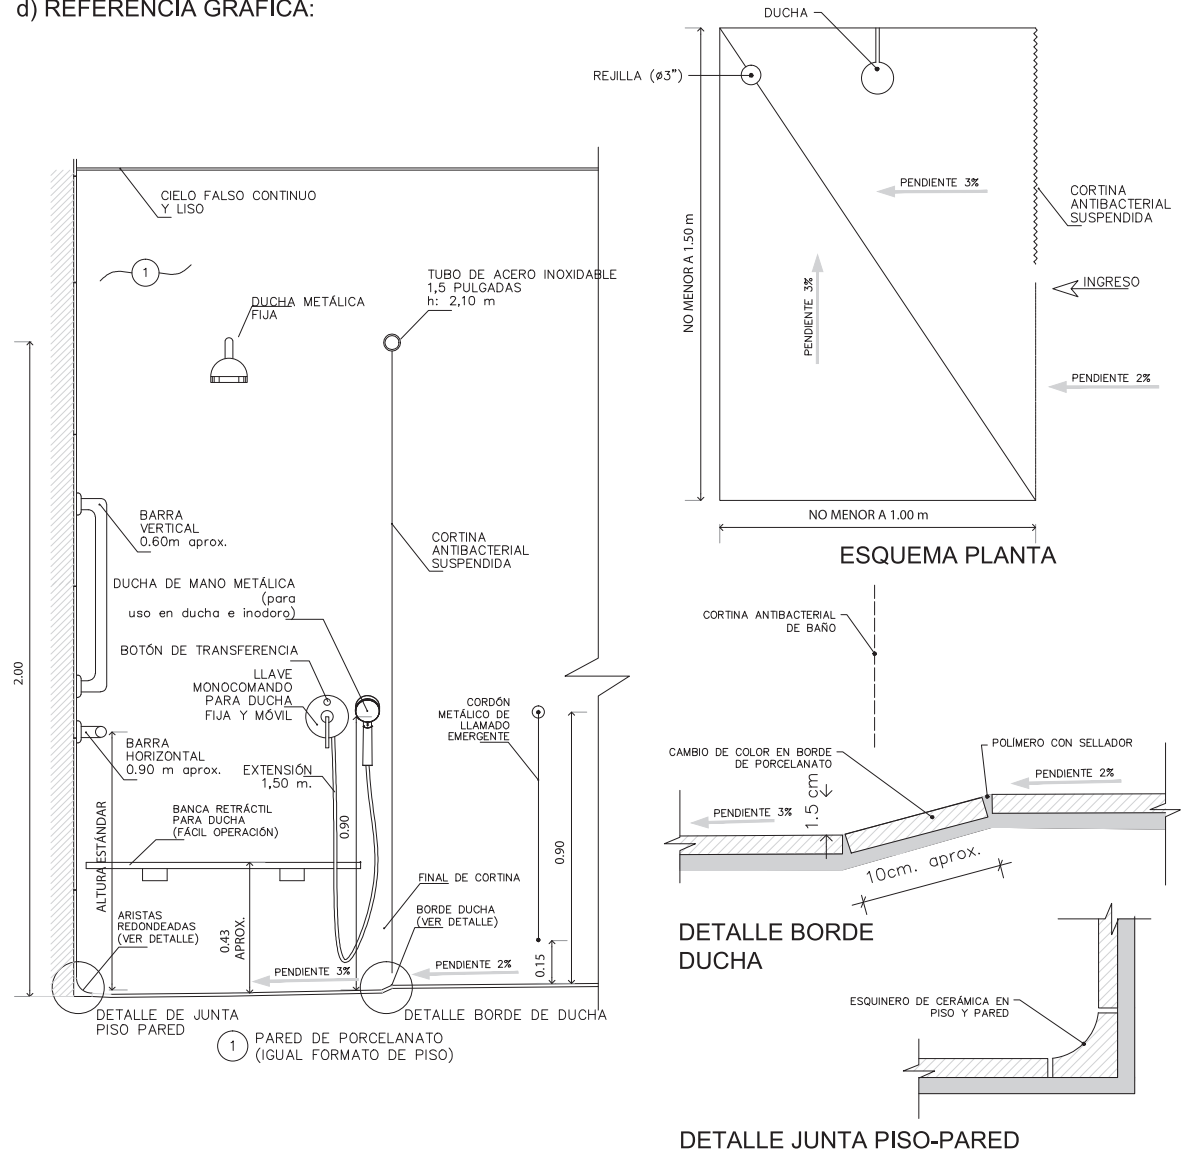 d) REFERENCIA GRAFICA:
CIELO FALSO CONTINUO
Y LISO
1
DUCHA METÁLICA
FIJA
TUBO DE ACERO INOXIDABLE
1,5 PULGADAS
h: 2,10 m
2.00
BARRA
VERTICAL
0.60m aprox.
CORTINA
ANTIBACTERIAL
SUSPENDIDA
DUCHA DE MANO METÁLICA
(para
uso en ducha e inodoro)
BOTÓN DE TRANSFERENCIA
LLAVE
MONOCOMANDO
PARA DUCHA
FIJA Y MÓVIL
CORDÓN
METÁLICO DE
LLAMADO
EMERGENTE
BARRA
HORIZONTAL
0.90 m aprox.
EXTENSIÓN
1,50 m.
BANCA RETRÁCTIL
PARA DUCHA
(FÁCIL OPERACIÓN)
ALTURA ESTÁNDAR
0.90
0.90
FINAL DE CORTINA
BORDE DUCHA
(VER DETALLE)
ARISTAS
REDONDEADAS
(VER DETALLE)
0.43
APROX.
0.15
PENDIENTE 3%
PENDIENTE 2%
DETALLE DE JUNTA
PISO PARED
DETALLE BORDE DE DUCHA
1 PARED DE PORCELANATO
(IGUAL FORMATO DE PISO)
DUCHA
REJILLA (ø3")
PENDIENTE 3%
CORTINA
ANTIBACTERIAL
SUSPENDIDA
NO MENOR A 1.50 m
PENDIENTE 3%
INGRESO
PENDIENTE 2%
NO MENOR A 1.00 m
ESQUEMA PLANTA
CORTINA ANTIBACTERIAL
DE BAÑO
CAMBIO DE COLOR EN BORDE
DE PORCELANATO
POLÍMERO CON SELLADOR
PENDIENTE 2%
1.5 cm
PENDIENTE 3%
10cm. aprox.
DETALLE BORDE
DUCHA
ESQUINERO DE CERÁMICA EN
PISO Y PARED
DETALLE JUNTA PISO-PARED